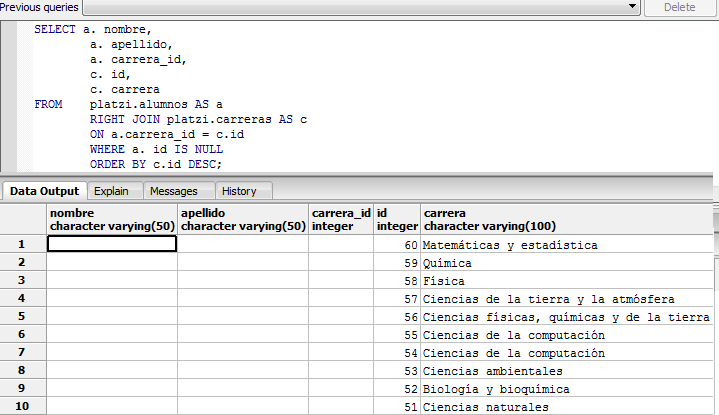 Previous queries Delete
SELECT a. nombre,
a. apellido,
a. carrera_id,
c. id,
c. carrera
FROM platzi.alumnos AS a
RIGHT JOIN platzi.carreras AS c
ON a.carrera_id = c.id
WHERE a. id IS NULL
ORDER BY c.id DESC;
Data Output Explain Messages History
nombre apellido carrera_id id carrera
character varying(50) character varying(50) integer integer character varying(100)
1 60 Matemáticas y estadística
2 59 Química
3 58 Física
4 57 Ciencias de la tierra y la atmósfera
5 56 Ciencias físicas, químicas y de la tierra
6 55 Ciencias de la computación
7 54 Ciencias de la computación
8 53 Ciencias ambientales
9 52 Biología y bioquímica
10 51 Ciencias naturales